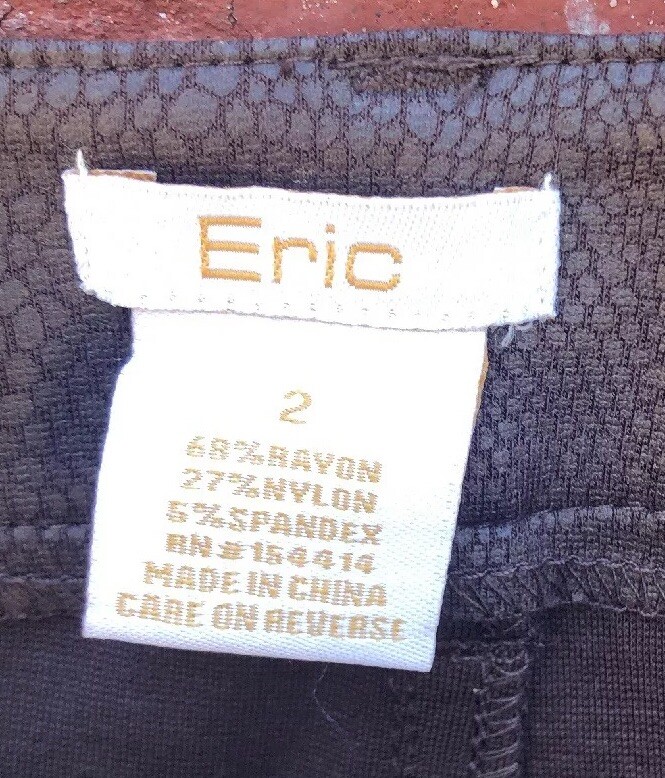 Eric
2
68%RAYON
27%NYLON
5%SPANDEX
RN#154414
MADE IN CHINA
CARE ON REVERSE